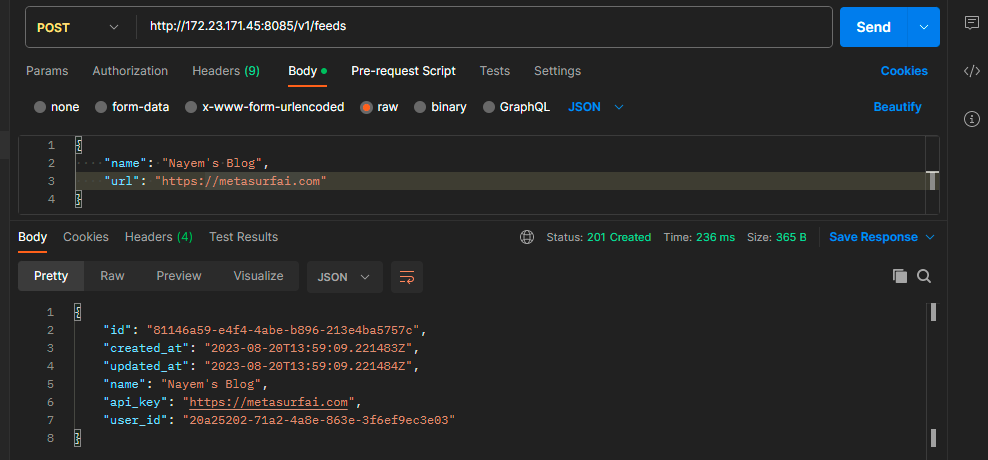 POST http://172.23.171.45:8085/v1/feeds Send
Params Authorization Headers (9) Body Pre-request Script Tests Settings Cookies
none form-data x-www-form-urlencoded raw binary GraphQL JSON Beautify
1 {
2 "name": "Nayem's Blog",
3 "url": "https://metasurfai.com"
4 }
Body Cookies Headers (4) Test Results Status: 201 Created Time: 236 ms Size: 365 B Save Response
Pretty Raw Preview Visualize JSON
1 {
2 "id": "81146a59-e4f4-4abe-b896-213e4ba5757c",
3 "created_at": "2023-08-20T13:59:09.221483Z",
4 "updated_at": "2023-08-20T13:59:09.221484Z",
5 "name": "Nayem's Blog",
6 "api_key": "https://metasurfai.com",
7 "user_id": "20a25202-71a2-4a8e-863e-3f6ef9ec3e03"
8 }